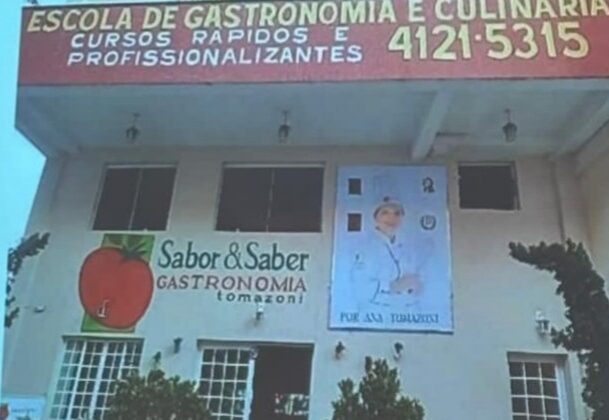 ESCOLA DE GASTRONOMIA E CULINÁRIA
CURSOS RAPIDOS E
PROFISSIONALIZANTES
4121-5315
Sabor & Saber
GASTRONOMIA
tomazoni
POR ANA TOMAZONI